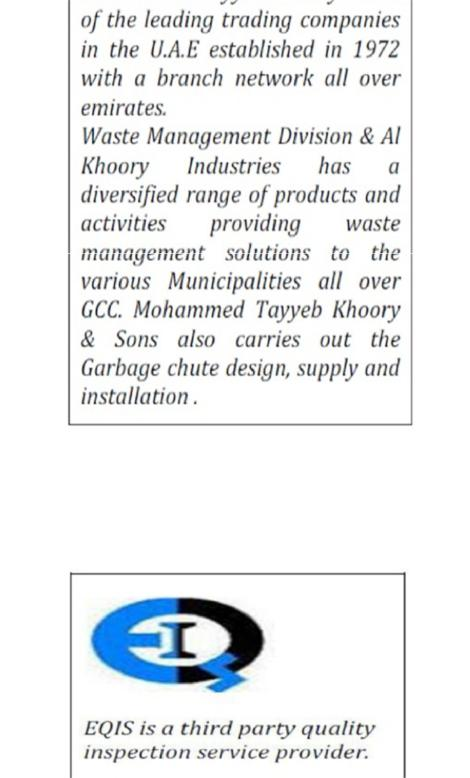 of the leading trading companies
in the U.A.E established in 1972
with a branch network all over
emirates.
Waste Management Division & Al
Khoory Industries has a
diversified range of products and
activities providing waste
management solutions to the
various Municipalities all over
GCC. Mohammed Tayyeb Khoory
& Sons also carries out the
Garbage chute design, supply and
installation .
EQIS
EQIS is a third party quality
inspection service provider.